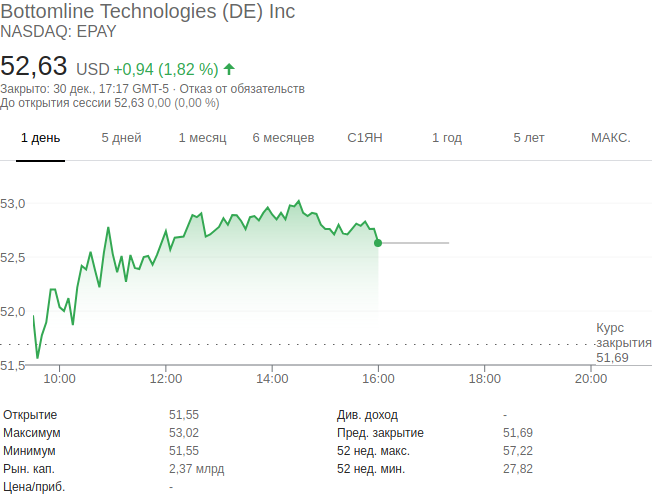 Bottomline Technologies (DE) Inc
NASDAQ: EPAY
52,63 USD +0,94 (1,82 %)
Закрыто: 30 дек., 17:17 GMT-5 · Отказ от обязательств
До открытия сессии 52,63 0,00 (0,00 %)
1 день 5 дней 1 месяц 6 месяцев С1ЯН 1 год 5 лет МАКС.
53,0
52,5
52,0
Курс
закрытия
51,69
51,5
10:00 12:00 14:00 16:00 18:00 20:00
Открытие 51,55 Див. доход -
Максимум 53,02 Пред. закрытие 51,69
Минимум 51,55 52 нед. макс. 57,22
Рын. кап. 2,37 млрд 52 нед. мин. 27,82
Цена/приб. -